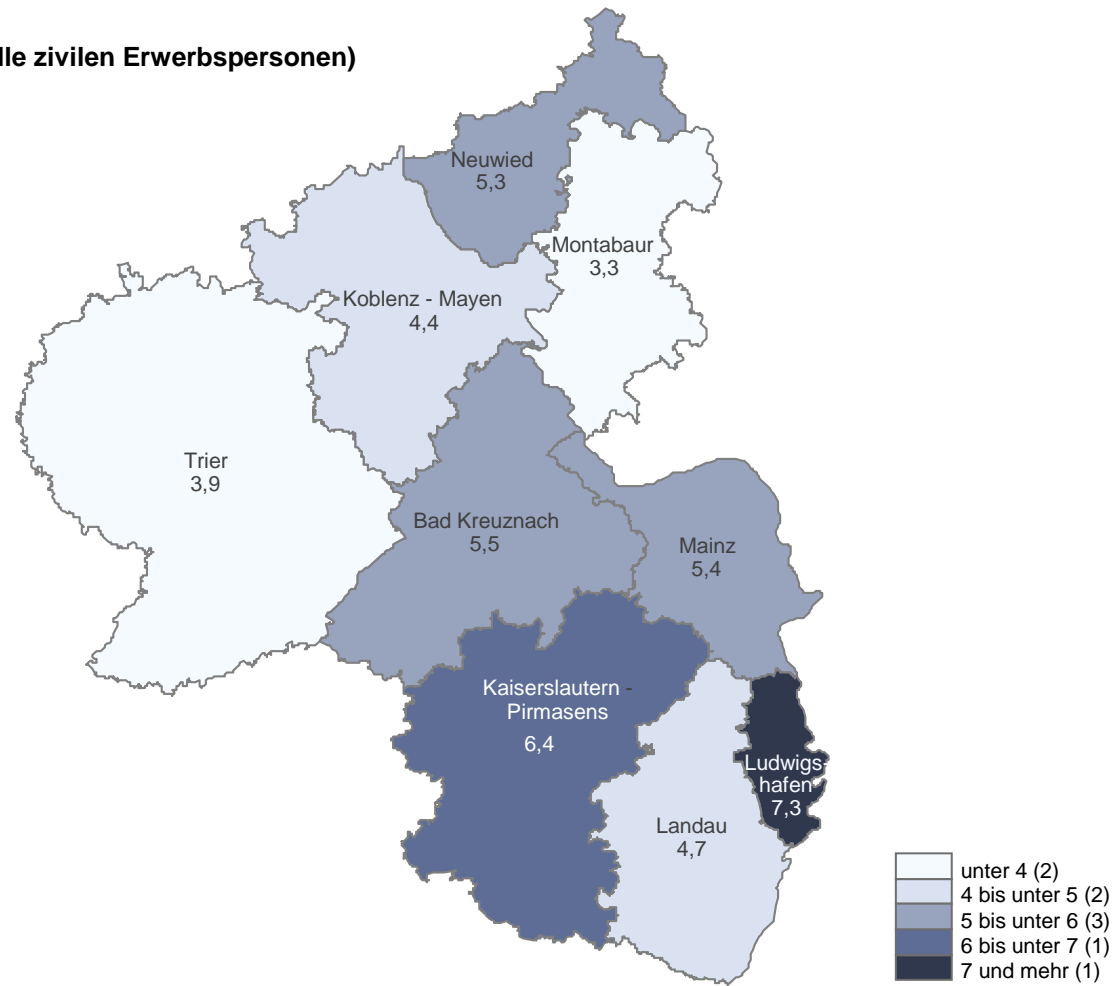 lle zivilen Erwerbspersonen)
Neuwied
5,3
Montabaur
3,3
Koblenz - Mayen
4,4
Trier
3,9
Bad Kreuznach
5,5
Mainz
5,4
Kaiserslautern -
Pirmasens
6,4
Ludwigs-
hafen
7,3
Landau
4,7
unter 4 (2)
4 bis unter 5 (2)
5 bis unter 6 (3)
6 bis unter 7 (1)
7 und mehr (1)